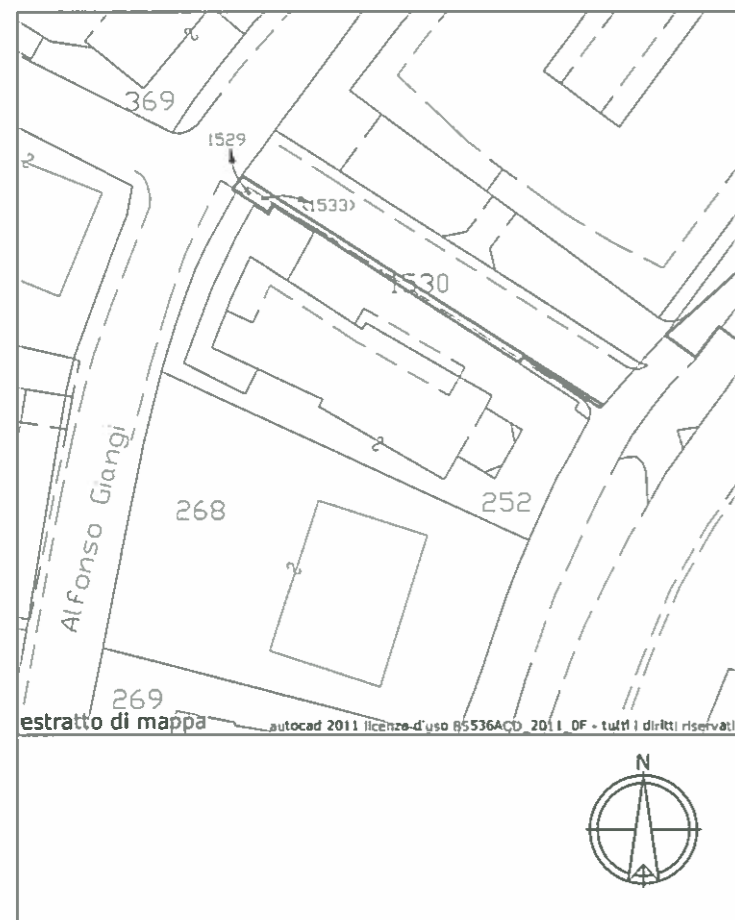 369
1529
(1533)
1530
Alfonso Giangi
268
252
269
estratto di mappa
autocad 2011 licenza d'uso B5536ACD_2011_DF - tutti i diritti riservati
N